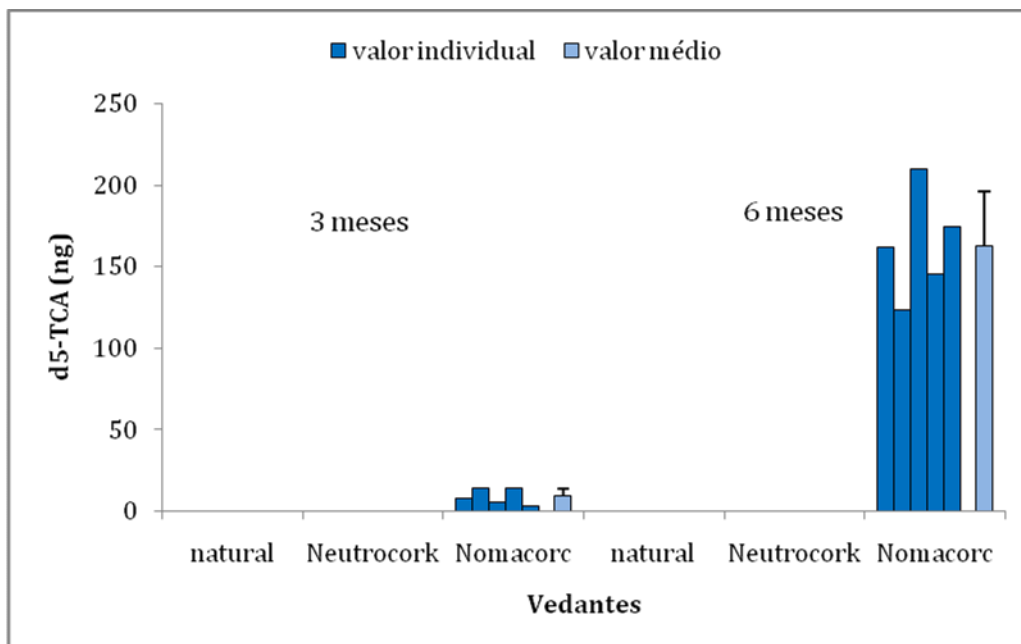 valor individual valor médio
250
200
150
100
50
0
d5-TCA (ng)
3 meses
6 meses
natural Neutrocork Nomacorc natural Neutrocork Nomacorc
Vedantes